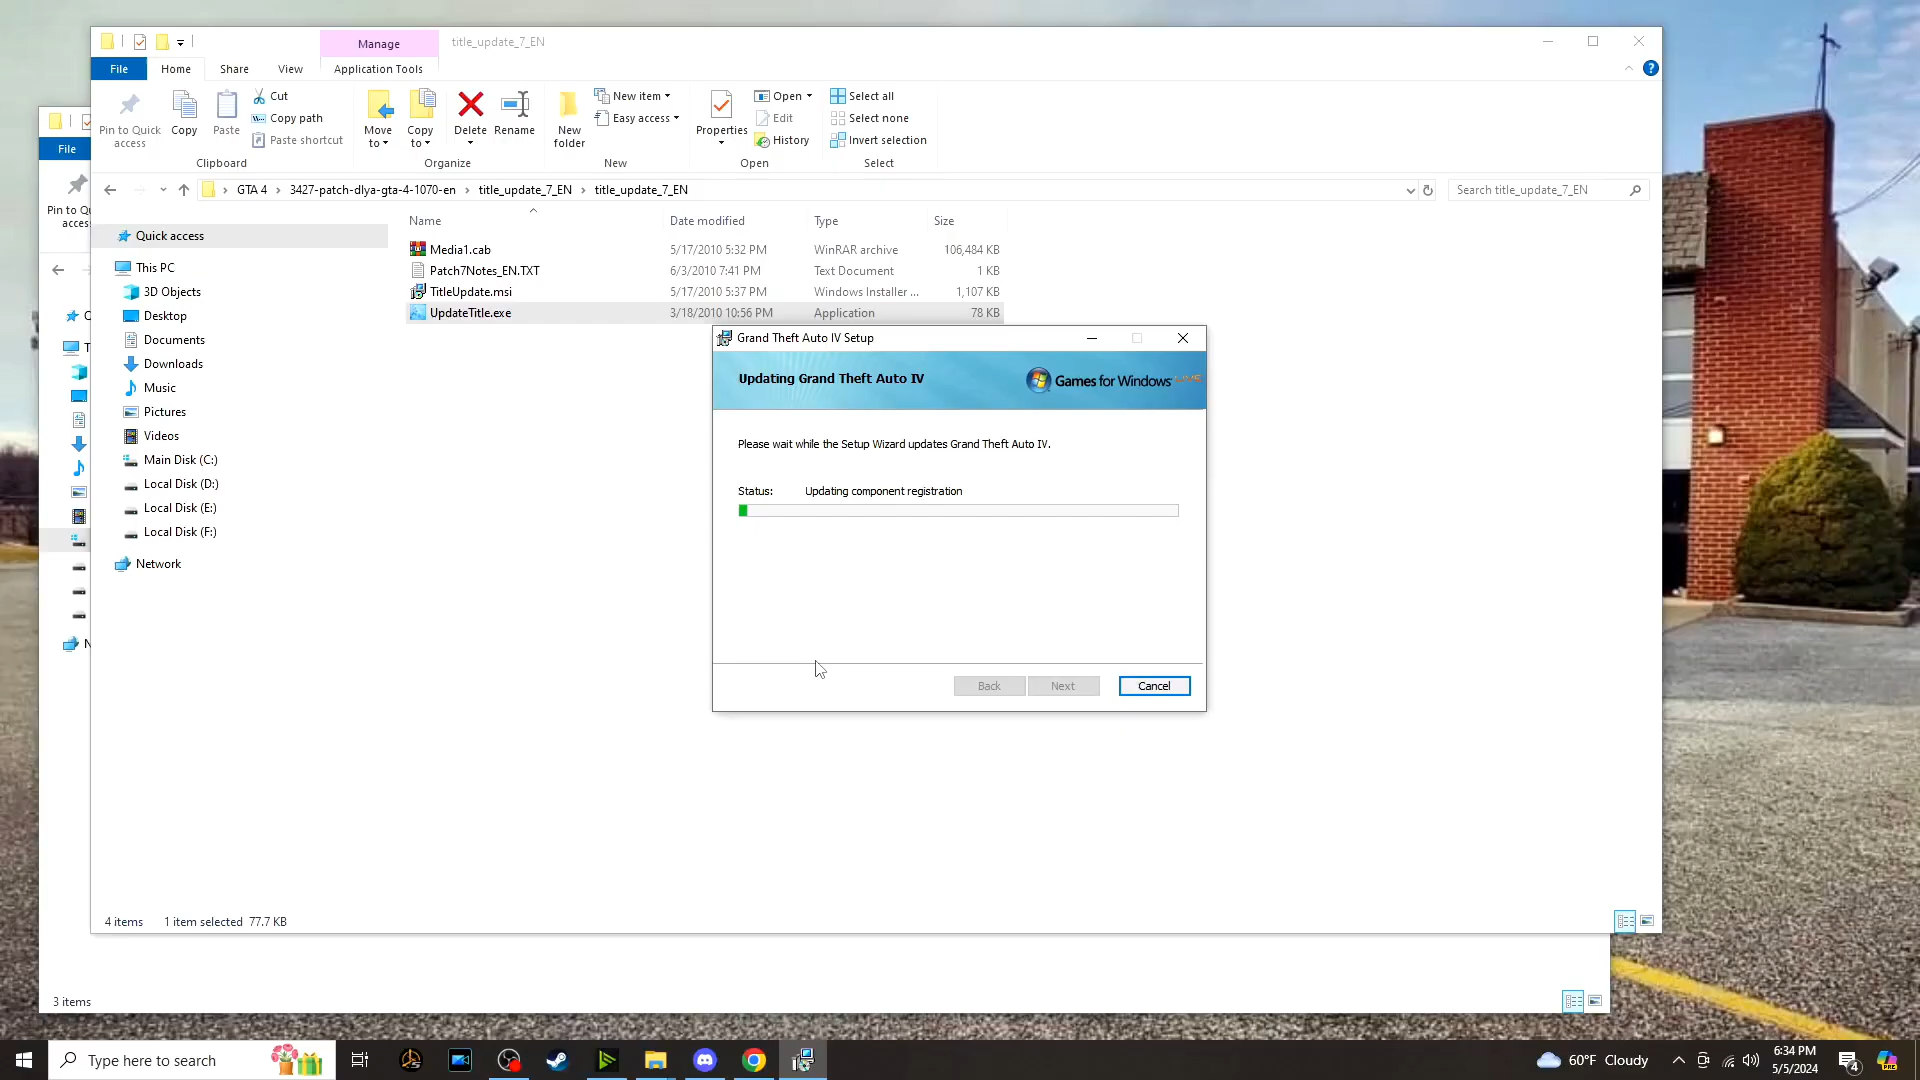 Manage
title_update_7_EN
File
Home
Share
View
Application Tools
Pin to Quick access
Copy
Paste
Cut
Copy path
Paste shortcut
Clipboard
Move to
Copy to
Delete
Rename
Organize
New folder
New item
Easy access
New
Properties
Open
Edit
History
Open
Select all
Select none
Invert selection
Select
GTA 4 › 3427-patch-dlya-gta-4-1070-en › title_update_7_EN › title_update_7_EN
Search title_update_7_EN
Name
Date modified
Type
Size
Media1.cab 5/17/2010 5:32 PM WinRAR archive 106,484 KB
Patch7Notes_EN.TXT 6/3/2010 7:41 PM Text Document 1 KB
TitleUpdate.msi 5/17/2010 5:37 PM Windows Installer ... 1,107 KB
UpdateTitle.exe 3/18/2010 10:56 PM Application 78 KB
Quick access
This PC
3D Objects
Desktop
Documents
Downloads
Music
Pictures
Videos
Main Disk (C:)
Local Disk (D:)
Local Disk (E:)
Local Disk (F:)
Network
File
Pin to Qu
acces
Grand Theft Auto IV Setup
Updating Grand Theft Auto IV
Games for Windows LIVE
Please wait while the Setup Wizard updates Grand Theft Auto IV.
Status: Updating component registration
Back
Next
Cancel
4 items 1 item selected 77.7 KB
3 items
Type here to search
60°F Cloudy
6:34 PM
5/5/2024
4
PRE